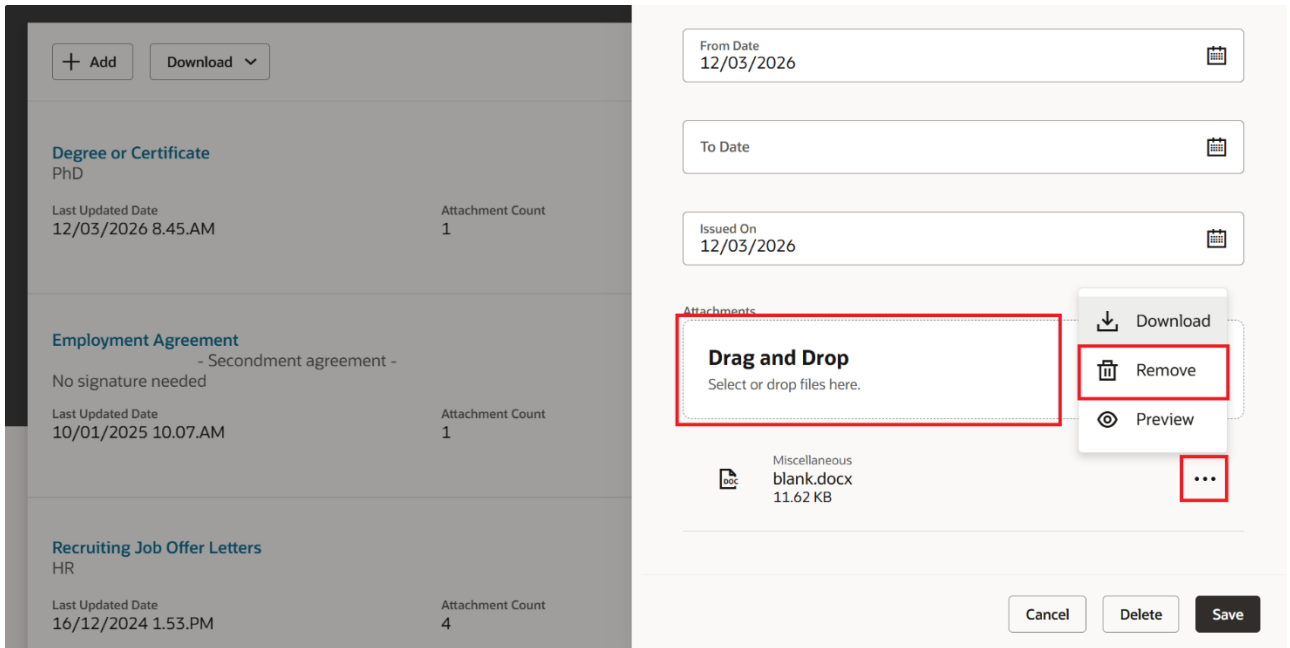 Add
Download
Degree or Certificate
PhD
Last Updated Date
Attachment Count
12/03/2026 8.45.AM
1
Employment Agreement
- Secondment agreement -
No signature needed
Last Updated Date
Attachment Count
10/01/2025 10.07.AM
1
Recruiting Job Offer Letters
HR
Last Updated Date
Attachment Count
16/12/2024 1.53.PM
4
From Date
12/03/2026
To Date
Issued On
12/03/2026
Attachments
Drag and Drop
Select or drop files here.
Download
Remove
Preview
DOC
Miscellaneous
blank.docx
11.62 KB
Cancel
Delete
Save